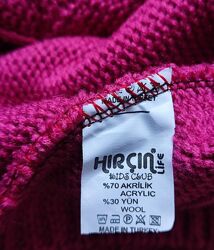 HIRÇIN
LIFE
KIDS CLUB
%70 AKRİLİK
ACRYLIC
%30 YÜN
WOOL
MADE IN TURKEY